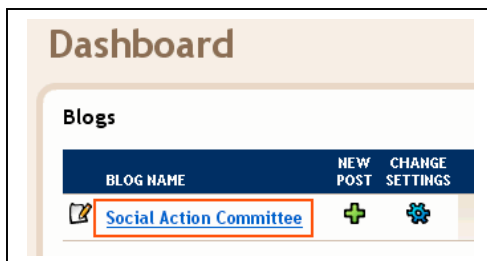 Dashboard
Blogs
BLOG NAME NEW POST CHANGE SETTINGS
Social Action Committee